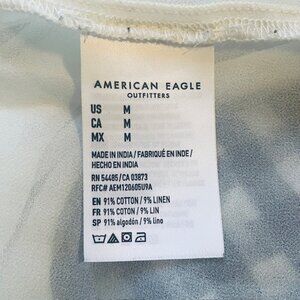 AMERICAN EAGLE
OUTFITTERS
US M
CA M
MX M
MADE IN INDIA / FABRIQUÉ EN INDE /
HECHO EN INDIA
RN 54485 / CA 03873
RFC# AEM120605U9A
EN 91% COTTON / 9% LINEN
FR 91% COTON / 9% LIN
SP 91% algodón / 9% lino